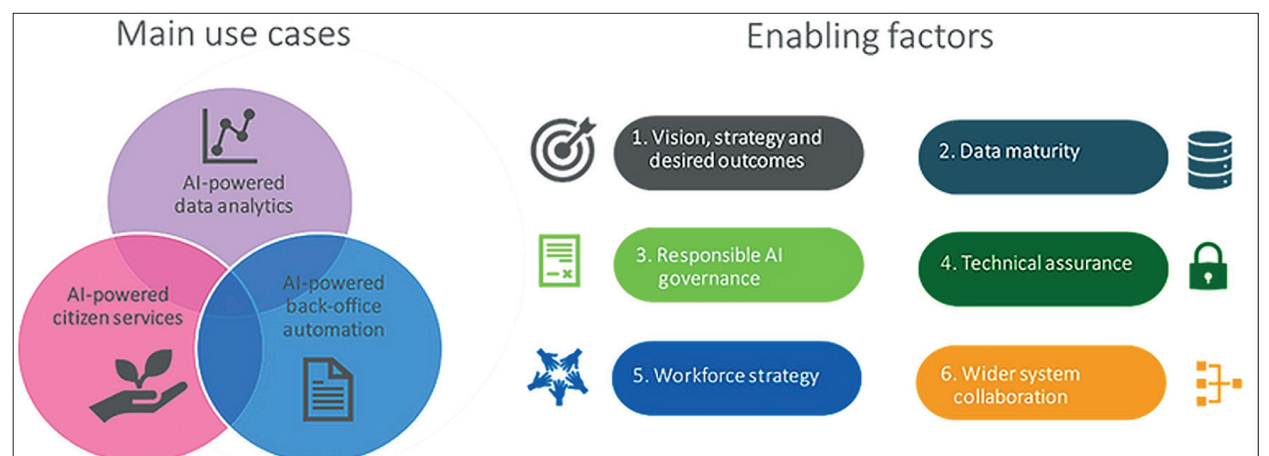 Main use cases
AI-powered
data analytics
AI-powered
citizen services
AI-powered
back-office
automation
Enabling factors
1. Vision, strategy and
desired outcomes
2. Data maturity
3. Responsible AI
governance
4. Technical assurance
5. Workforce strategy
6. Wider system
collaboration